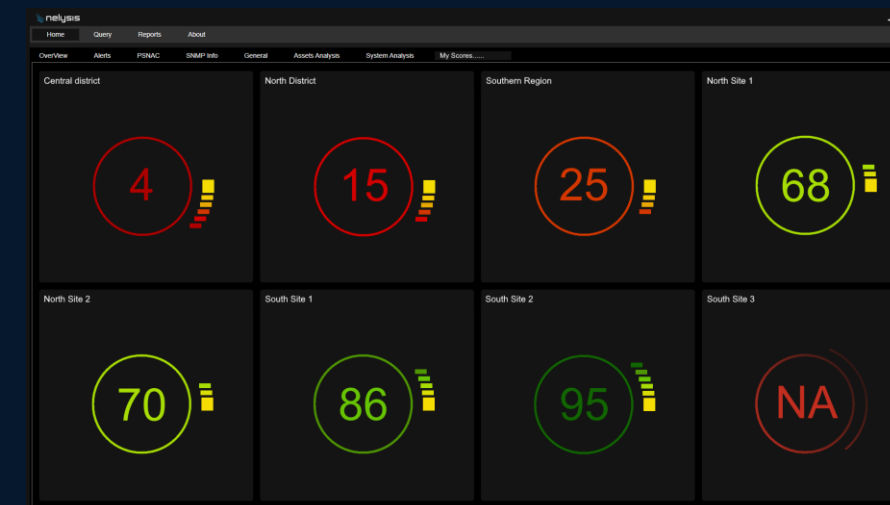 nelysis
Home Query Reports About
OverView Alerts PSNAC SNMP Info General Assets Analysis System Analysis My Scores......
Central district North District Southern Region North Site 1
4 15 25 68
North Site 2 South Site 1 South Site 2 South Site 3
70 86 95 NA